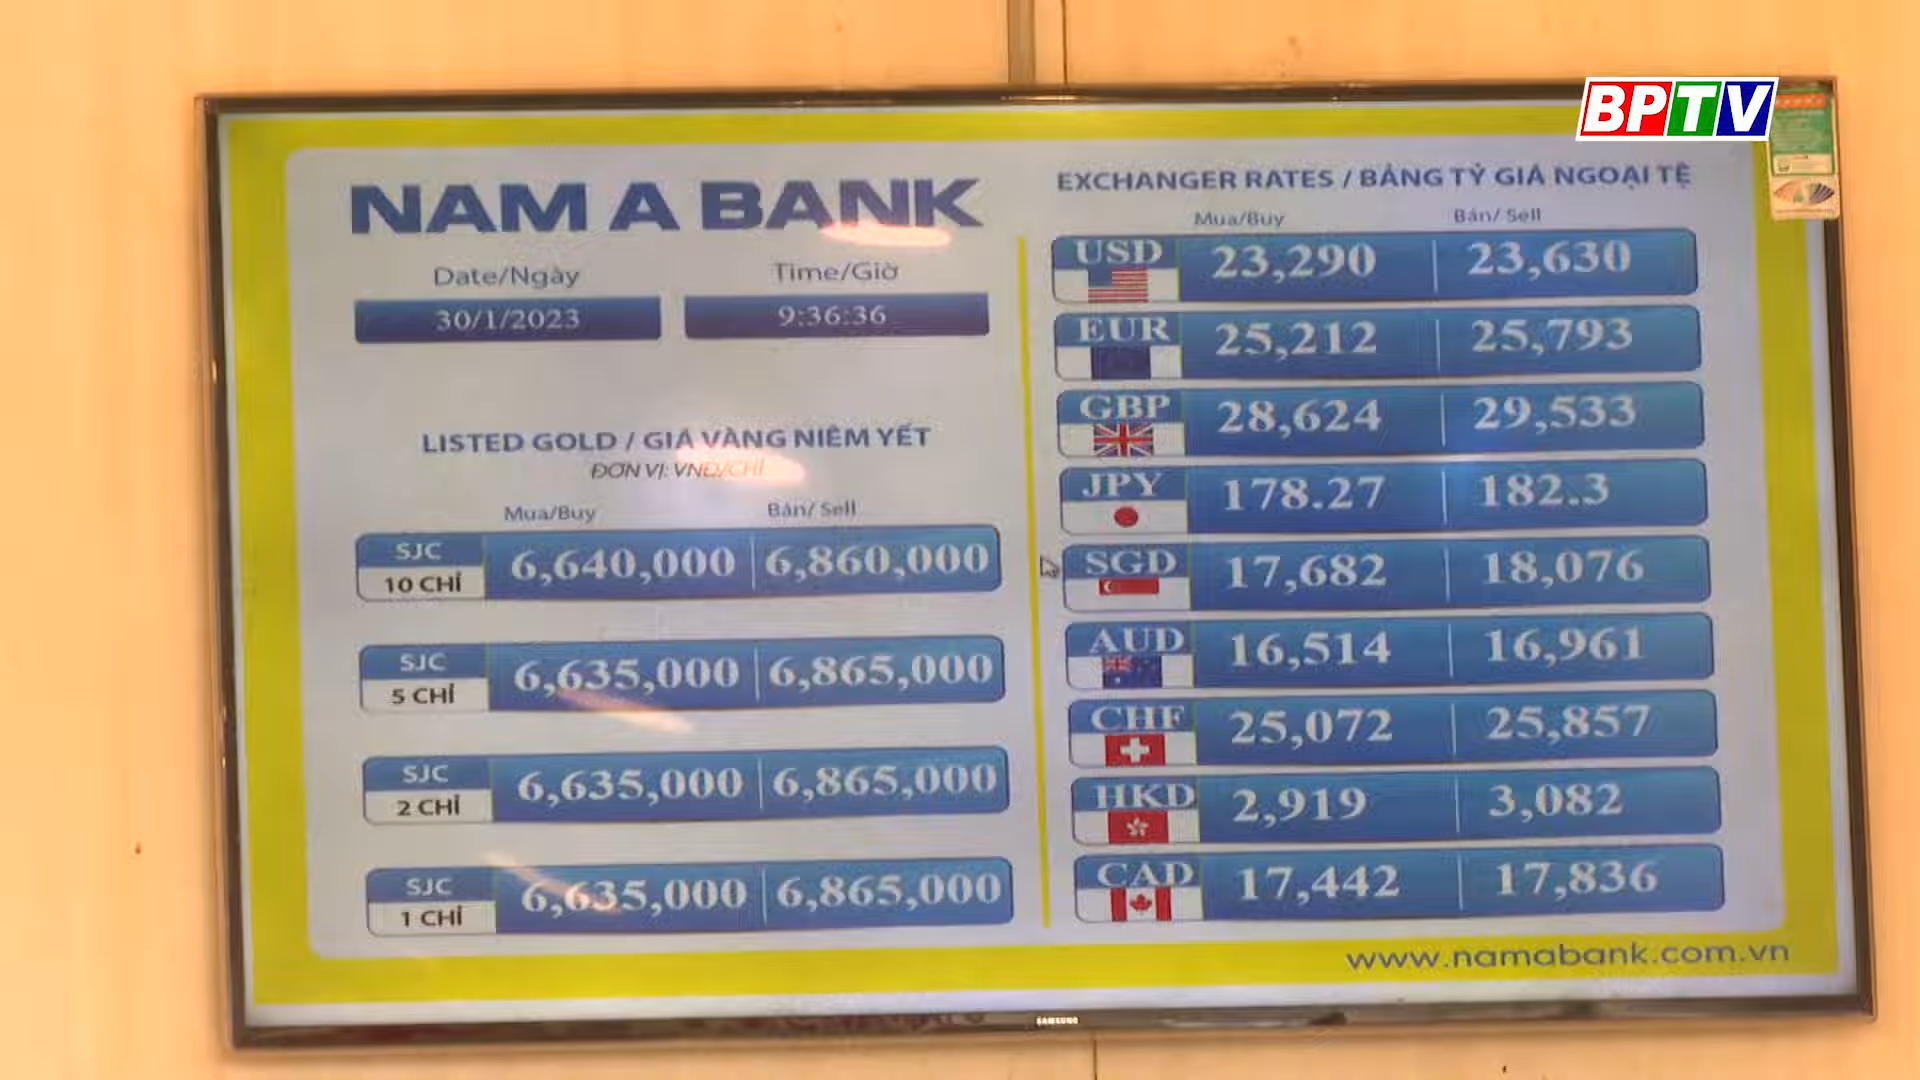 BPTV
NAM A BANK
Date/Ngày Time/Giờ
30/1/2023 9:36:36
LISTED GOLD / GIÁ VÀNG NIÊM YẾT
ĐƠN VỊ: VNĐ/CHỈ
Mua/Buy Bán/ Sell
SJC 10 CHỈ 6,640,000 6,860,000
SJC 5 CHỈ 6,635,000 6,865,000
SJC 2 CHỈ 6,635,000 6,865,000
SJC 1 CHỈ 6,635,000 6,865,000
EXCHANGER RATES / BẢNG TỶ GIÁ NGOẠI TỆ
Mua/Buy Bán/ Sell
USD 23,290 23,630
EUR 25,212 25,793
GBP 28,624 29,533
JPY 178.27 182.3
SGD 17,682 18,076
AUD 16,514 16,961
CHF 25,072 25,857
HKD 2,919 3,082
CAD 17,442 17,836
www.namabank.com.vn
SAMSUNG